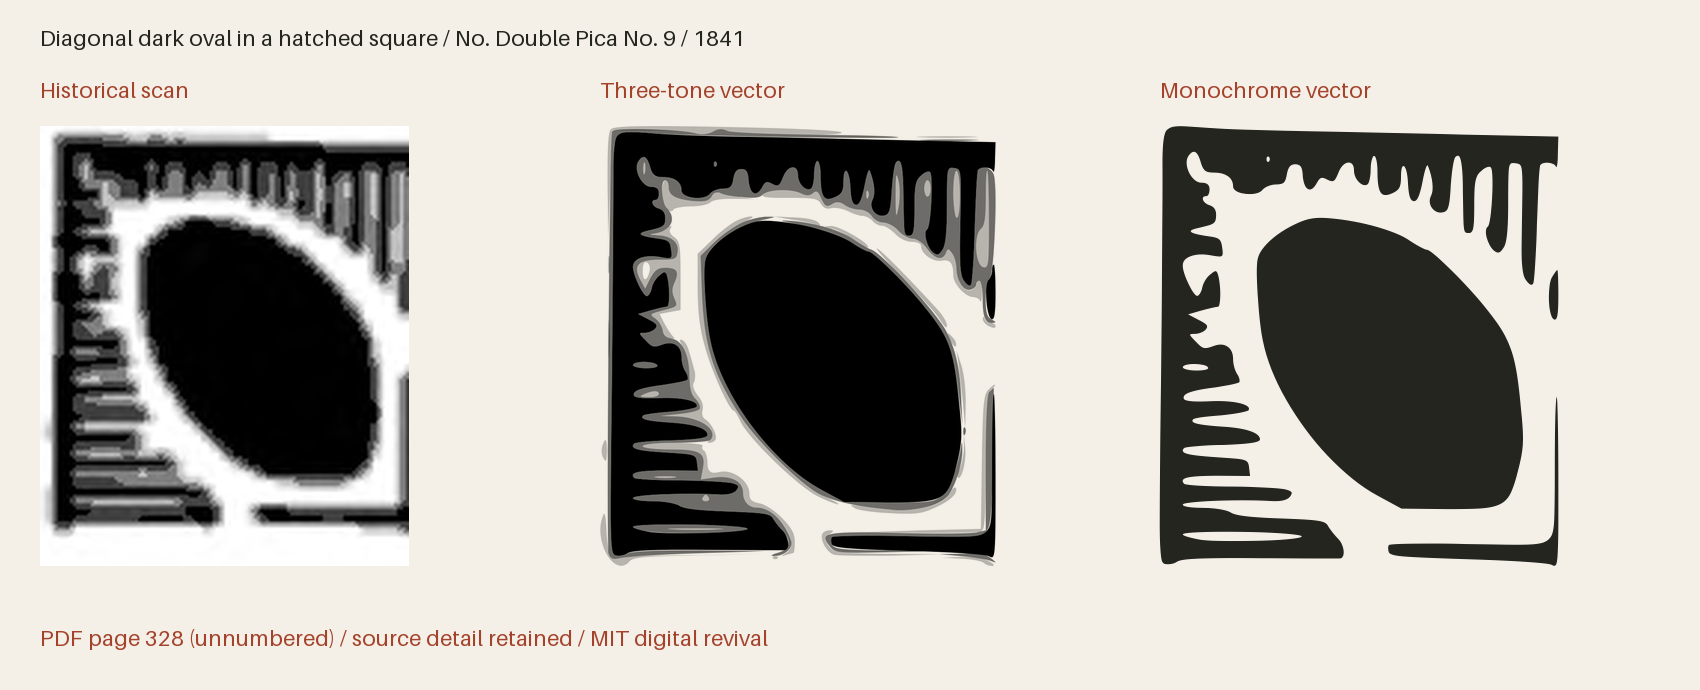 Diagonal dark oval in a hatched square / No. Double Pica No. 9 / 1841
Historical scan
Three-tone vector
Monochrome vector
PDF page 328 (unnumbered) / source detail retained / MIT digital revival